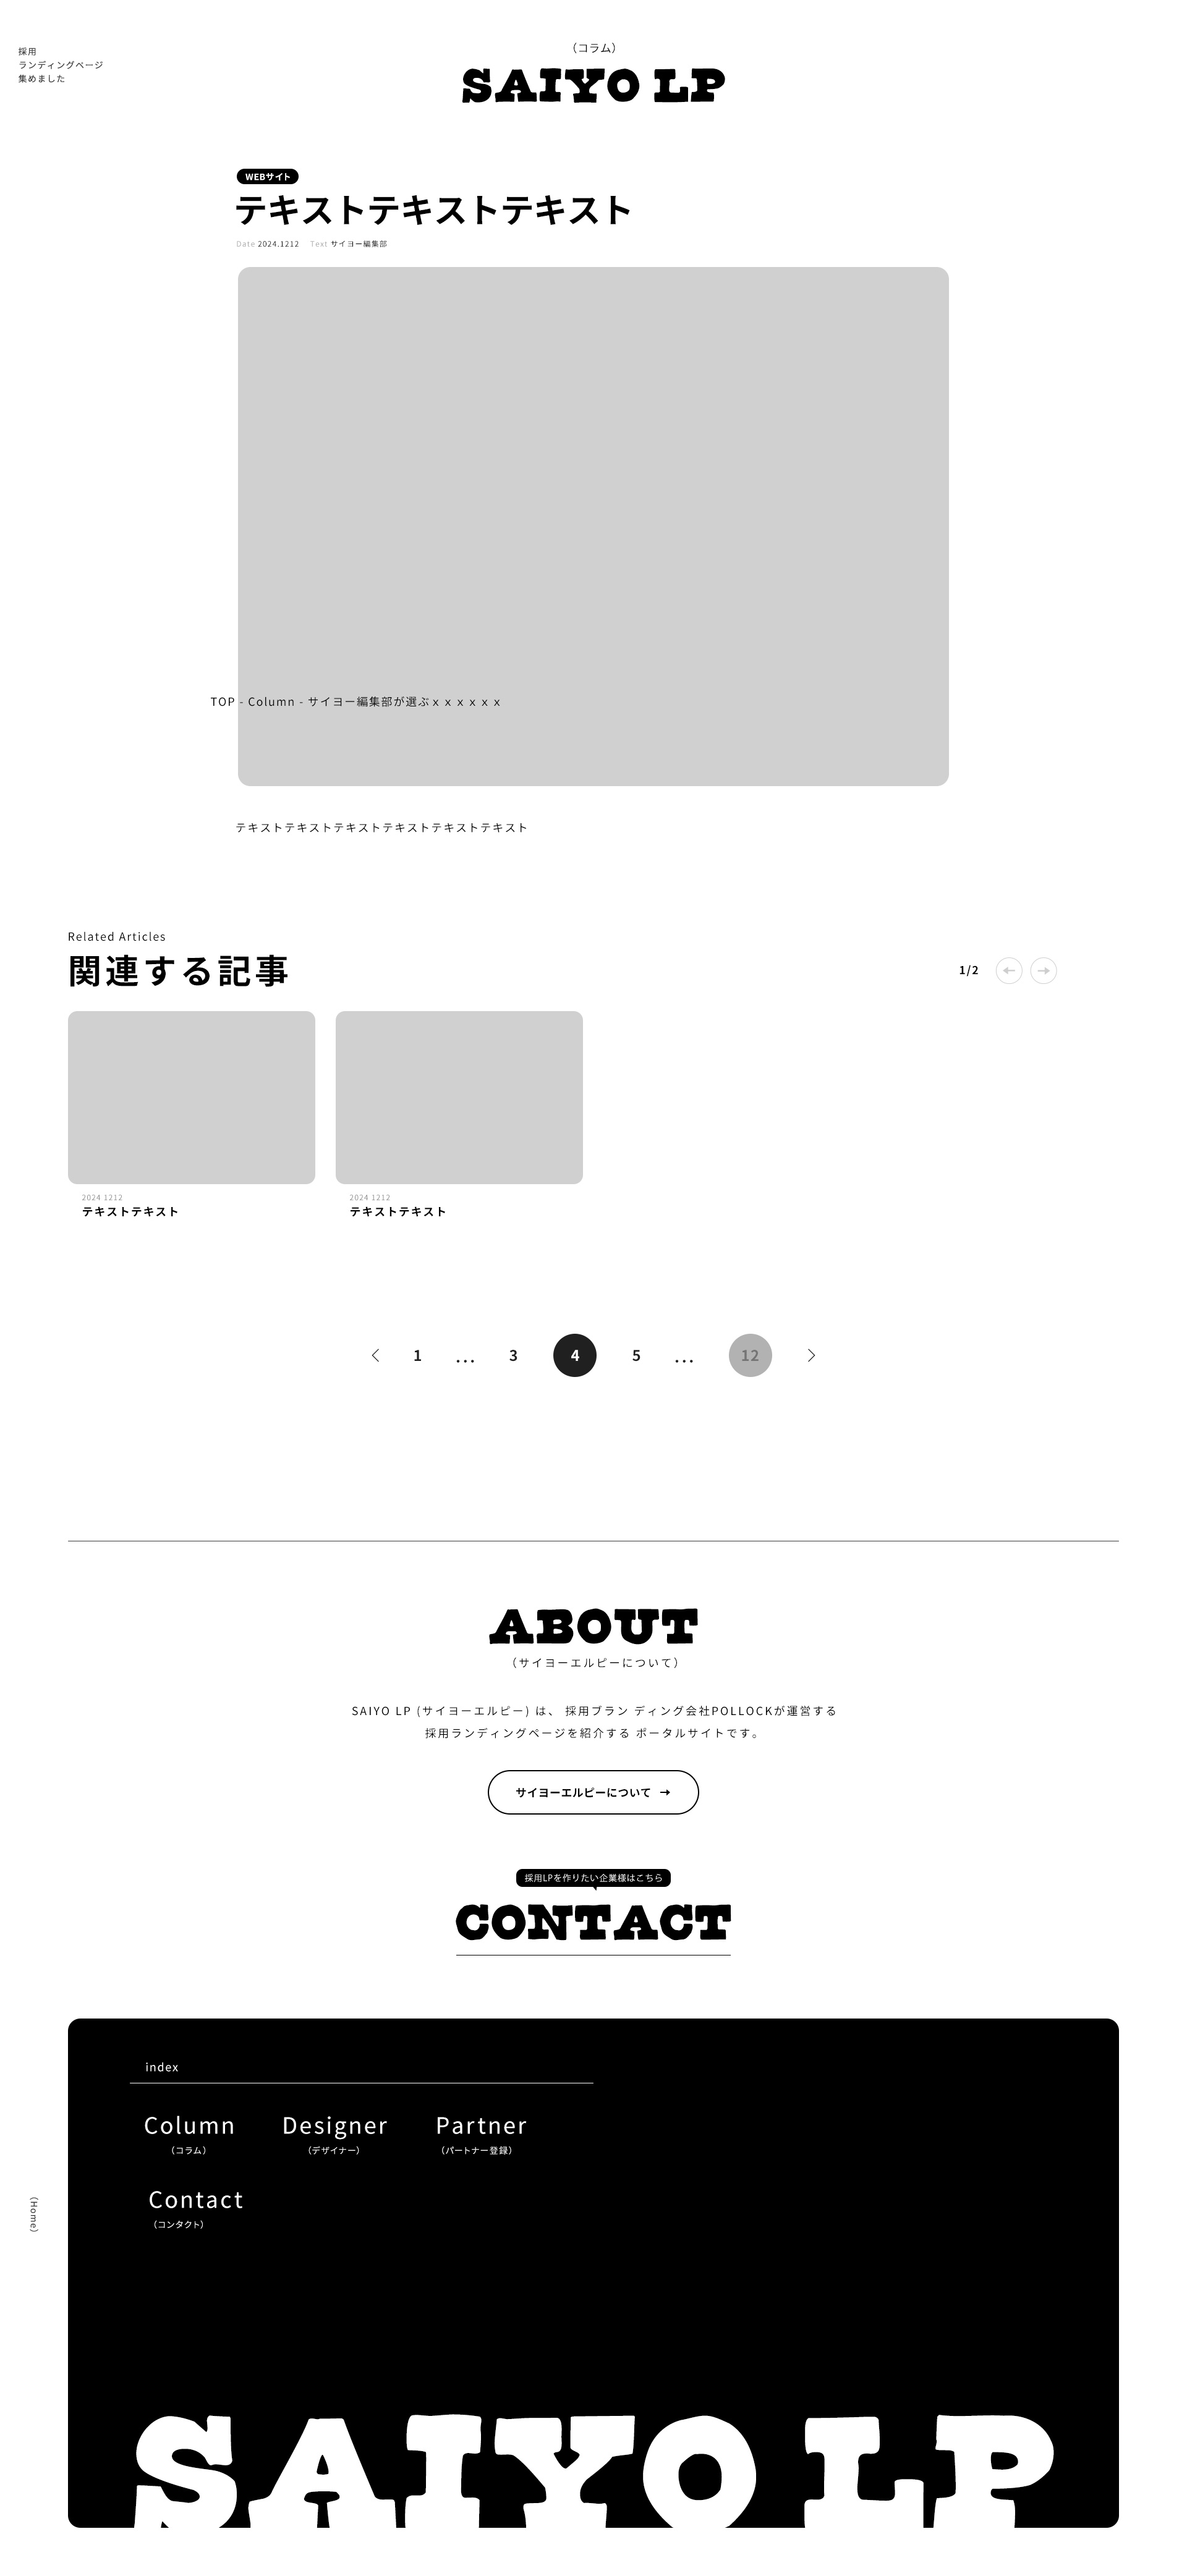 採用
ランディングページ
集めました
（コラム）
SAIYO LP
WEBサイト
テキストテキストテキスト
Date 2024.1212 Text サイヨー編集部
TOP - Column - サイヨー編集部が選ぶｘｘｘｘｘｘ
テキストテキストテキストテキストテキストテキスト
Related Articles
関連する記事
1/2
2024 1212
テキストテキスト
2024 1212
テキストテキスト
1 ... 3 4 5 ... 12
ABOUT
（サイヨーエルピーについて）
SAIYO LP (サイヨーエルピー) は、 採用ブラン ディング会社POLLOCKが運営する
採用ランディングページを紹介する ポータルサイトです。
サイヨーエルピーについて →
採用LPを作りたい企業様はこちら
CONTACT
index
Column
（コラム）
Designer
（デザイナー）
Partner
（パートナー登録）
Contact
（コンタクト）
（Home）
SAIYO LP